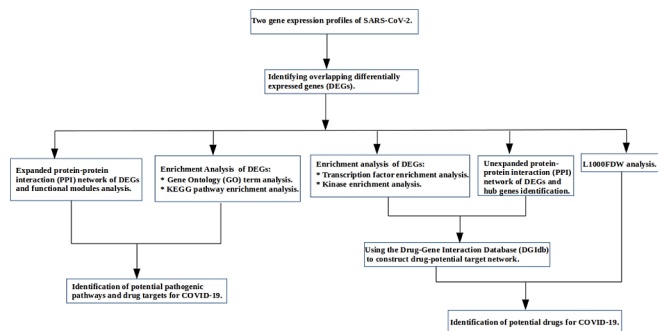 Two gene expression profiles of SARS-CoV-2.
Identifying overlapping differentially
expressed genes (DEGs).
Expanded protein-protein
interaction (PPI) network of DEGs
and functional modules analysis.
Enrichment Analysis of DEGs:
* Gene Ontology (GO) term analysis.
* KEGG pathway enrichment analysis.
Enrichment analysis of DEGs:
* Transcription factor enrichment analysis.
* Kinase enrichment analysis.
Unexpanded protein-
protein interaction (PPI)
network of DEGs and
hub genes identification.
L1000FDW analysis.
Using the Drug-Gene Interaction Database (DGIdb)
to construct drug-potential target network.
Identification of potential pathogenic
pathways and drug targets for COVID-19.
Identification of potential drugs for COVID-19.